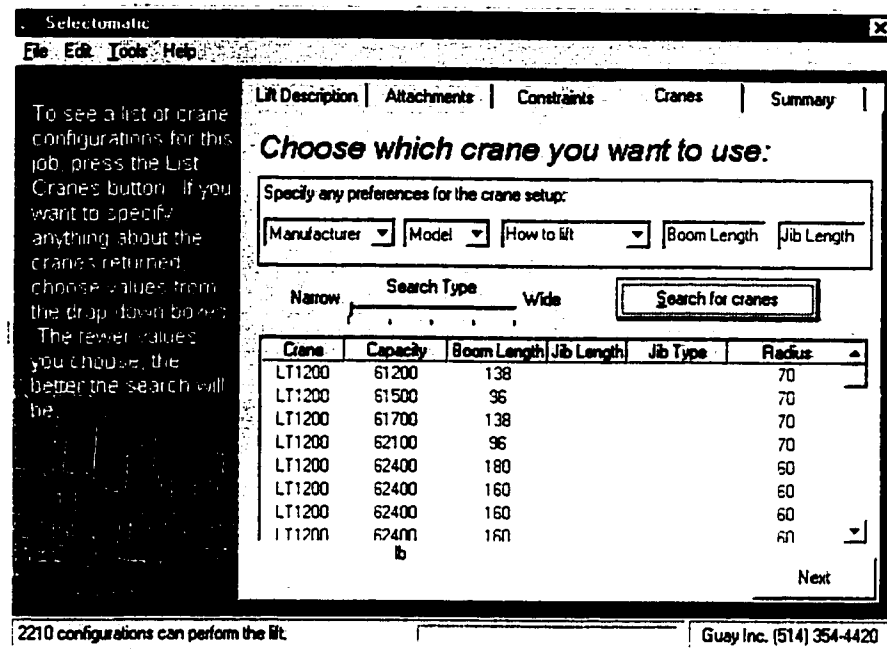 Selectomatic
File Edit Tools Help
To see a list of crane
configurations for this
job, press the List
Cranes button. If you
want to specify
anything about the
cranes returned,
choose values from
the drop down boxes.
The fewer values
you choose, the
better the search will
be.
Lift Description Attachments Constraints Cranes Summary
Choose which crane you want to use:
Specify any preferences for the crane setup:
Manufacturer Model How to lift Boom Length Jib Length
Narrow Search Type Wide Search for cranes
Crane Capacity Boom Length Jib Length Jib Type Radius
LT1200 61200 138 70
LT1200 61500 96 70
LT1200 61700 138 70
LT1200 62100 96 70
LT1200 62400 180 60
LT1200 62400 160 60
LT1200 62400 160 60
LT1200 62400 160 60
lb
Next
2210 configurations can perform the lift. Guay Inc. (514) 354-4420